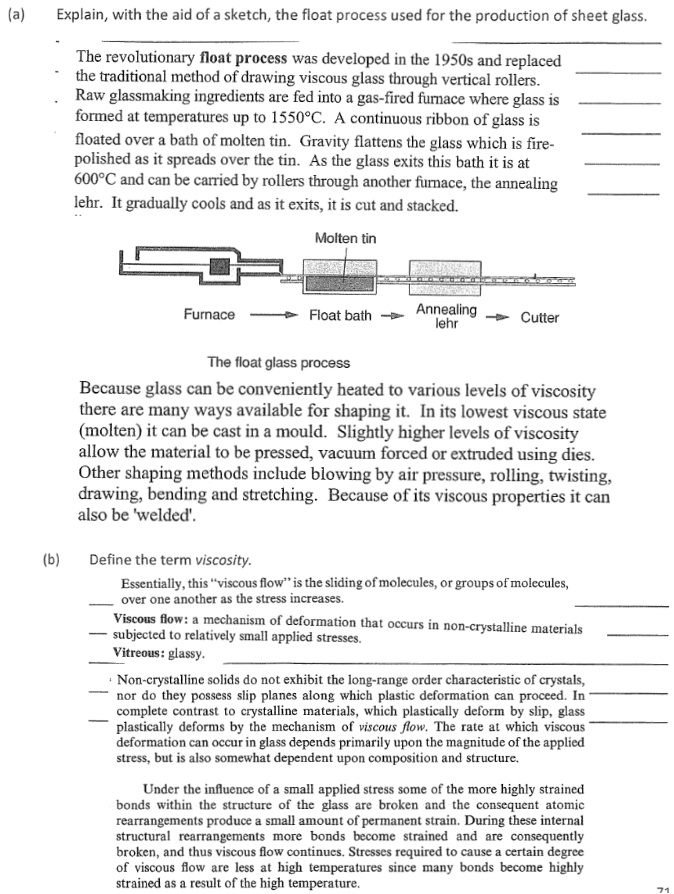 (a) Explain, with the aid of a sketch, the float process used for the production of sheet glass.
The revolutionary float process was developed in the 1950s and replaced
the traditional method of drawing viscous glass through vertical rollers.
Raw glassmaking ingredients are fed into a gas-fired furnace where glass is
formed at temperatures up to 1550°C. A continuous ribbon of glass is
floated over a bath of molten tin. Gravity flattens the glass which is fire-
polished as it spreads over the tin. As the glass exits this bath it is at
600°C and can be carried by rollers through another furnace, the annealing
lehr. It gradually cools and as it exits, it is cut and stacked.
Molten tin
Furnace Float bath Annealing lehr Cutter
The float glass process
Because glass can be conveniently heated to various levels of viscosity
there are many ways available for shaping it. In its lowest viscous state
(molten) it can be cast in a mould. Slightly higher levels of viscosity
allow the material to be pressed, vacuum forced or extruded using dies.
Other shaping methods include blowing by air pressure, rolling, twisting,
drawing, bending and stretching. Because of its viscous properties it can
also be 'welded'.
(b) Define the term viscosity.
Essentially, this “viscous flow” is the sliding of molecules, or groups of molecules,
over one another as the stress increases.
Viscous flow: a mechanism of deformation that occurs in non-crystalline materials
subjected to relatively small applied stresses.
Vitreous: glassy.
Non-crystalline solids do not exhibit the long-range order characteristic of crystals,
nor do they possess slip planes along which plastic deformation can proceed. In
complete contrast to crystalline materials, which plastically deform by slip, glass
plastically deforms by the mechanism of viscous flow. The rate at which viscous
deformation can occur in glass depends primarily upon the magnitude of the applied
stress, but is also somewhat dependent upon composition and structure.
Under the influence of a small applied stress some of the more highly strained
bonds within the structure of the glass are broken and the consequent atomic
rearrangements produce a small amount of permanent strain. During these internal
structural rearrangements more bonds become strained and are consequently
broken, and thus viscous flow continues. Stresses required to cause a certain degree
of viscous flow are less at high temperatures since many bonds become highly
strained as a result of the high temperature.